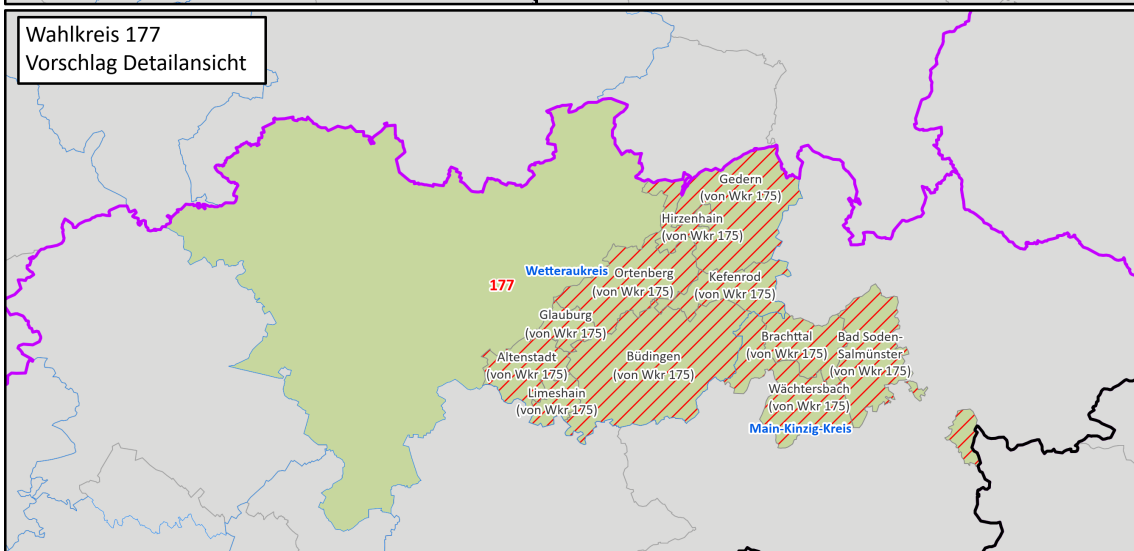 Wahlkreis 177
Vorschlag Detailansicht
Gedern
(von Wkr 175)
Hirzenhain
(von Wkr 175)
Wetteraukreis
Ortenberg
(von Wkr 175)
Kefenrod
(von Wkr 175)
177
Glauburg
(von Wkr 175)
Brachttal
(von Wkr 175)
Bad Soden-
Salmünster
(von Wkr 175)
Altenstadt
(von Wkr 175)
Büdingen
(von Wkr 175)
Limeshain
(von Wkr 175)
Wächtersbach
(von Wkr 175)
Main-Kinzig-Kreis